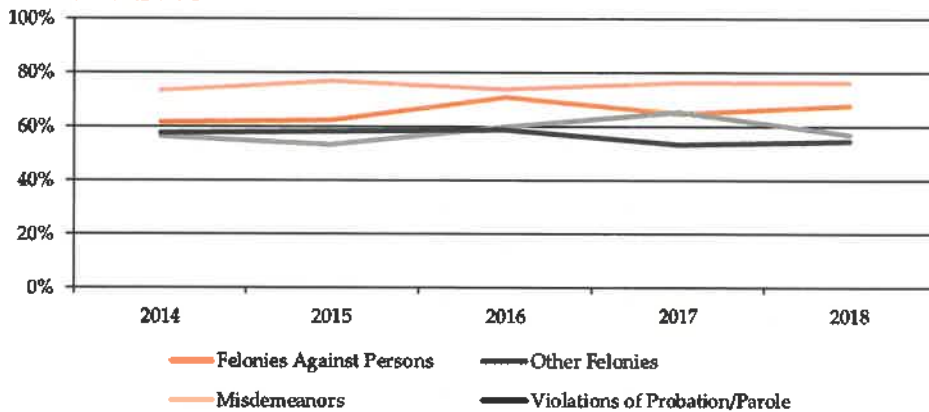 100%
80%
60%
40%
20%
0%
2014 2015 2016 2017 2018
Felonies Against Persons Other Felonies
Misdemeanors Violations of Probation/Parole